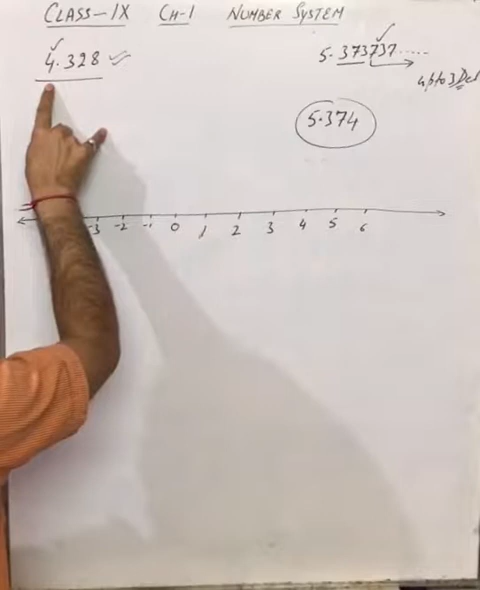 CLASS-IX CH-1 NUMBER SYSTEM
4.328
5.373737.....
upto 3 Dcl
5.374
-3 -2 -1 0 1 2 3 4 5 6